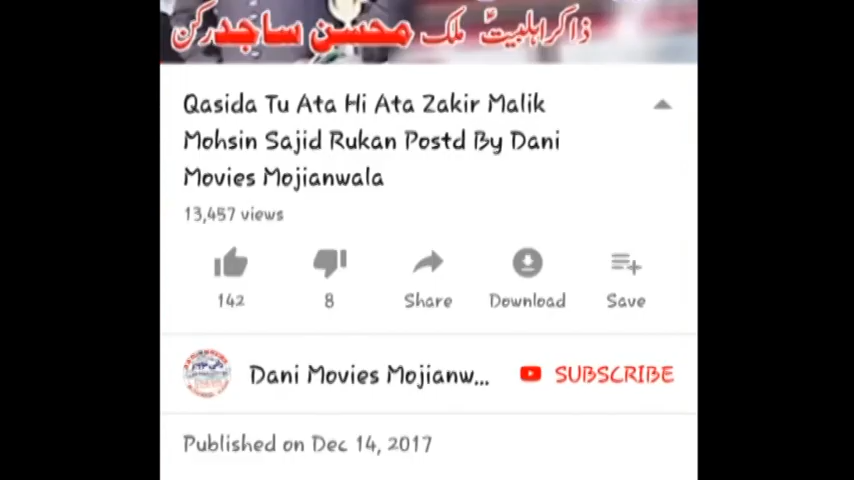 ذاکر اہلبیتؑ ملک محسن ساجد رکن
Qasida Tu Ata Hi Ata Zakir Malik
Mohsin Sajid Rukan Postd By Dani
Movies Mojianwala
13,457 views
142 8 Share Download Save
Dani Movies Mojianw... SUBSCRIBE
Published on Dec 14, 2017